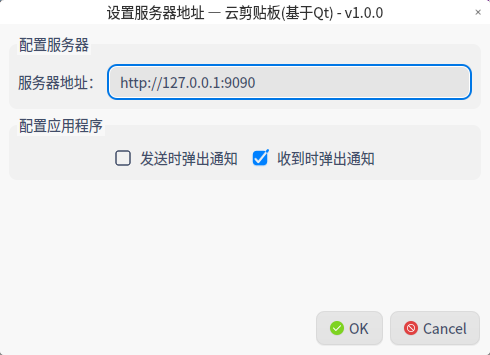 设置服务器地址 — 云剪贴板(基于Qt) - v1.0.0
配置服务器
服务器地址： http://127.0.0.1:9090
配置应用程序
发送时弹出通知 收到时弹出通知
OK Cancel